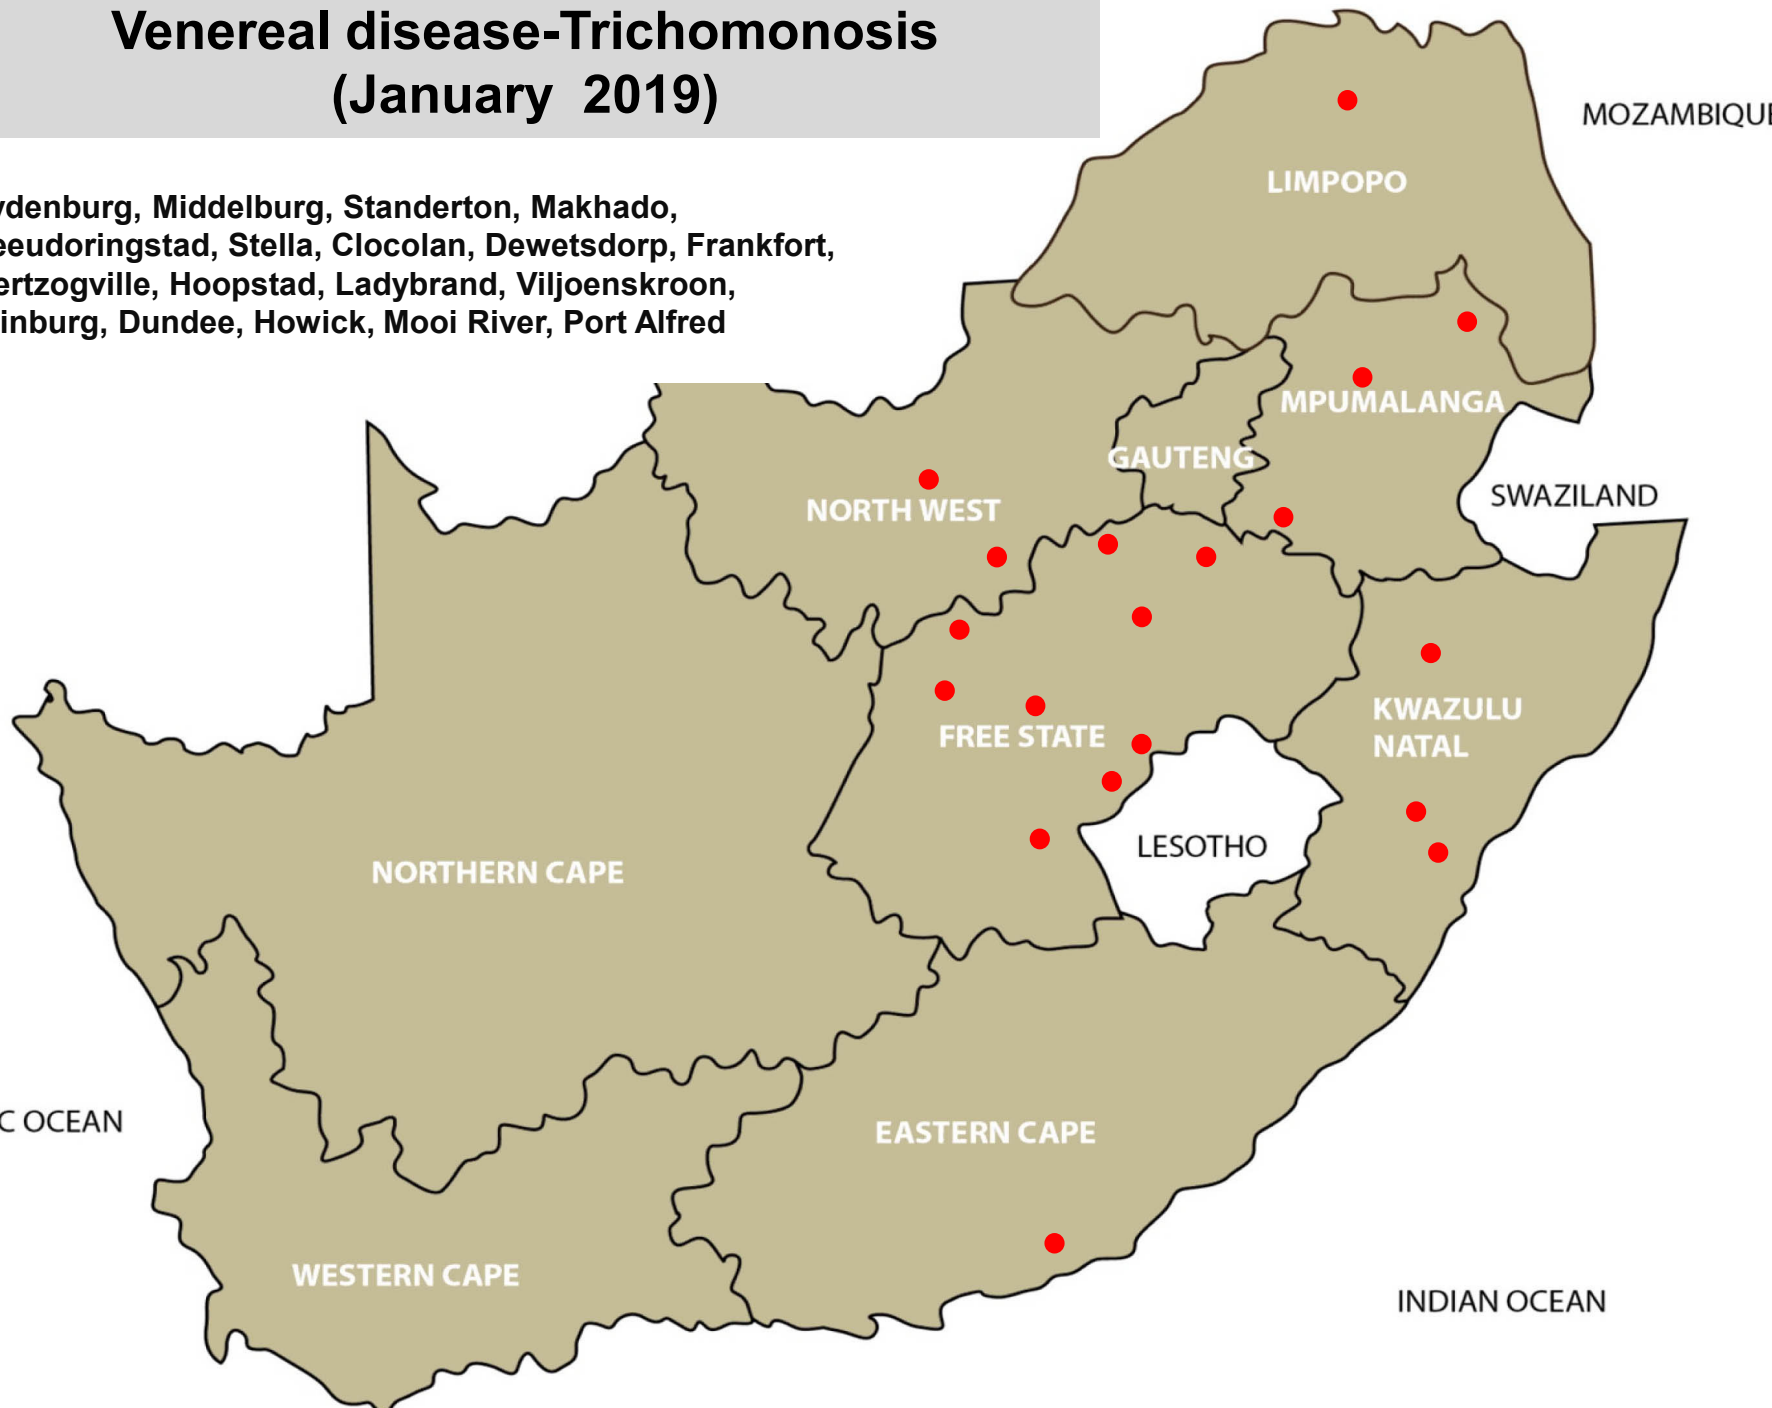 Venereal disease-Trichomonosis
(January 2019)
ydenburg, Middelburg, Standerton, Makhado,
eeudoringstad, Stella, Clocolan, Dewetsdorp, Frankfort,
ertzogville, Hoopstad, Ladybrand, Viljoenskroon,
inburg, Dundee, Howick, Mooi River, Port Alfred
MOZAMBIQUE
LIMPOPO
MPUMALANGA
GAUTENG
SWAZILAND
NORTH WEST
KWAZULU
NATAL
FREE STATE
LESOTHO
NORTHERN CAPE
C OCEAN
EASTERN CAPE
WESTERN CAPE
INDIAN OCEAN